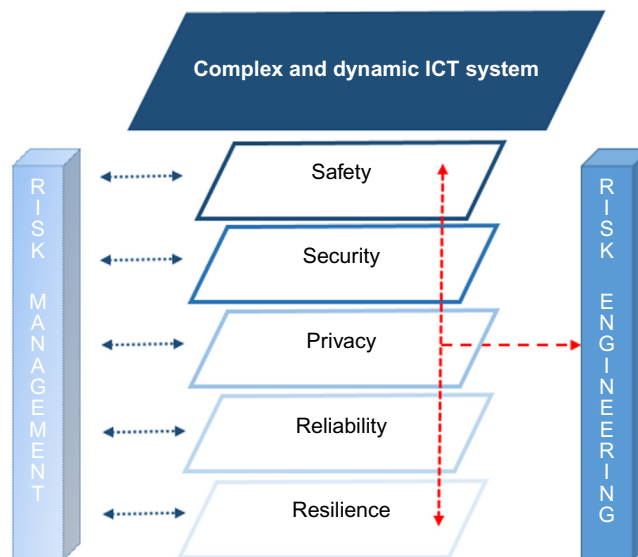 Complex and dynamic ICT system
Safety
Security
Privacy
Reliability
Resilience
RISK MANAGEMENT
RISK ENGINEERING